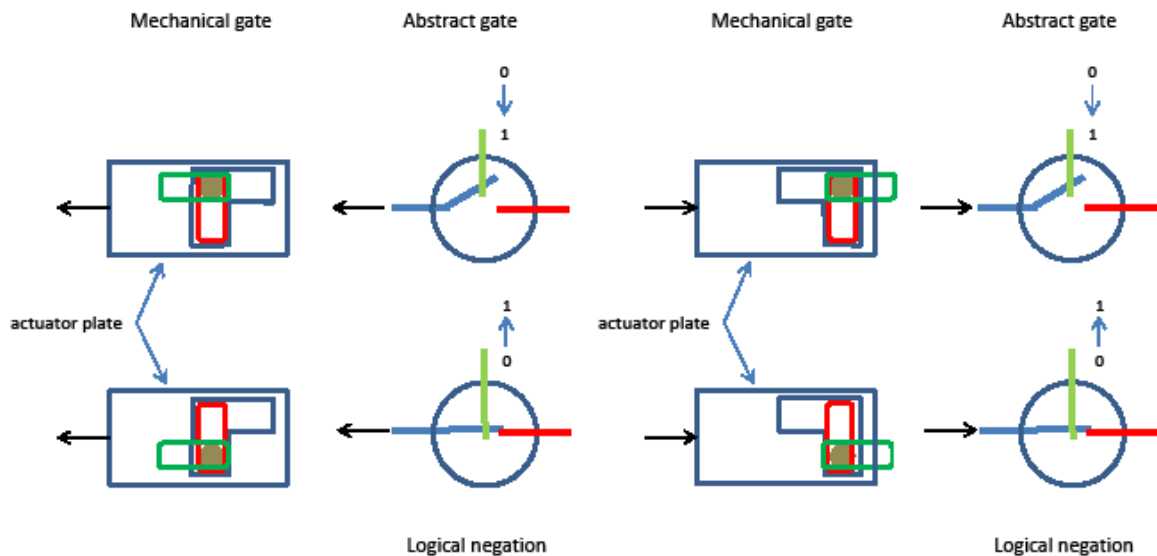 Mechanical gate Abstract gate Mechanical gate Abstract gate
0 0
1 1
actuator plate 1 actuator plate 1
0 0
Logical negation Logical negation